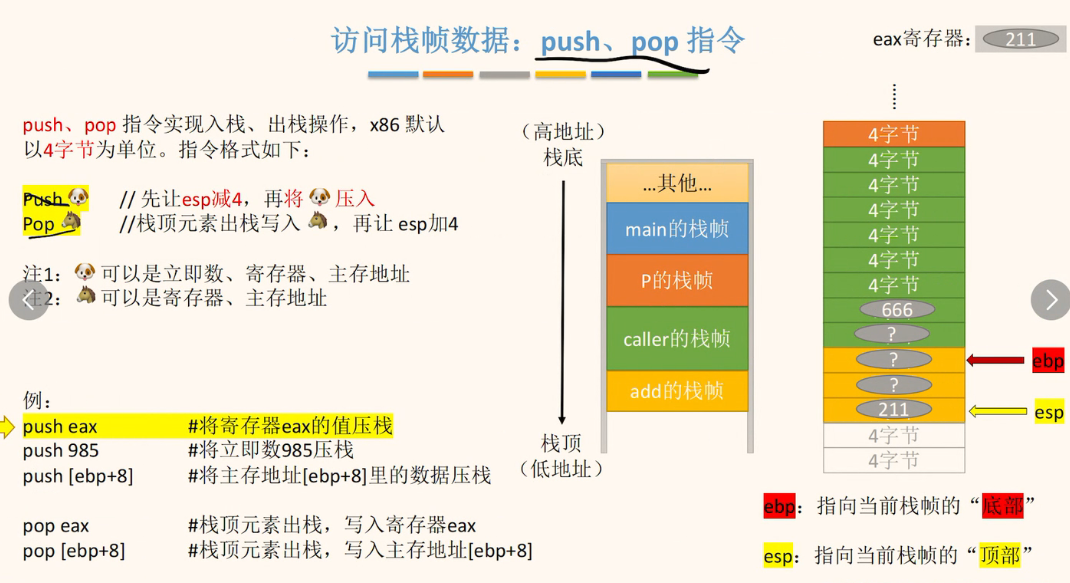 访问栈帧数据：push、pop 指令
eax寄存器：
211
push、pop 指令实现入栈、出栈操作，x86 默认
以4字节为单位。指令格式如下：
Push 🐶 // 先让esp减4，再将 🐶 压入
Pop 🐴 //栈顶元素出栈写入 🐴 ，再让 esp加4
注1：🐶 可以是立即数、寄存器、主存地址
注2：🐴 可以是寄存器、主存地址
例：
push eax #将寄存器eax的值压栈
push 985 #将立即数985压栈
push [ebp+8] #将主存地址[ebp+8]里的数据压栈
pop eax #栈顶元素出栈，写入寄存器eax
pop [ebp+8] #栈顶元素出栈，写入主存地址[ebp+8]
（高地址）
栈底
…其他…
main的栈帧
P的栈帧
caller的栈帧
add的栈帧
栈顶
（低地址）
4字节
4字节
4字节
4字节
4字节
4字节
4字节
666
?
?
?
211
4字节
4字节
ebp
esp
ebp：指向当前栈帧的“底部”
esp：指向当前栈帧的“顶部”